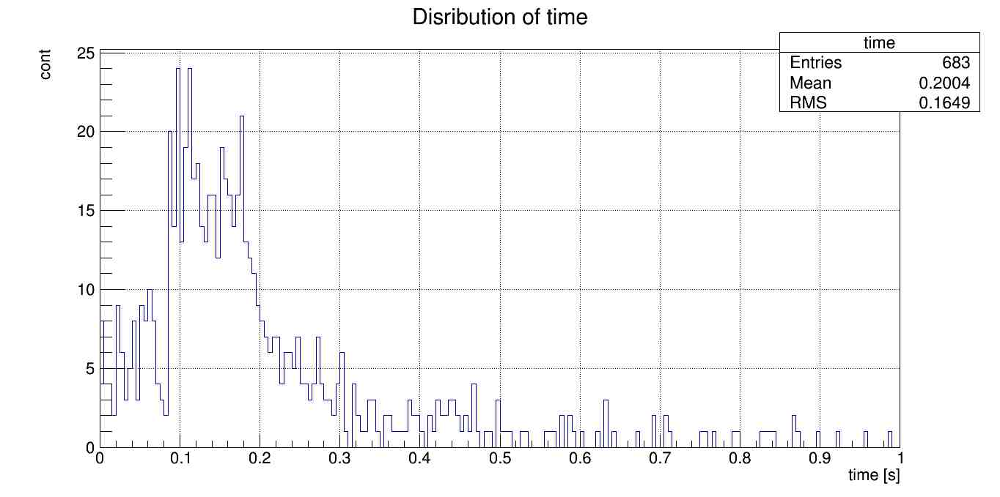 Disribution of time
time
Entries 683
Mean 0.2004
RMS 0.1649
cont
25
20
15
10
5
0
0 0.1 0.2 0.3 0.4 0.5 0.6 0.7 0.8 0.9 1
time [s]